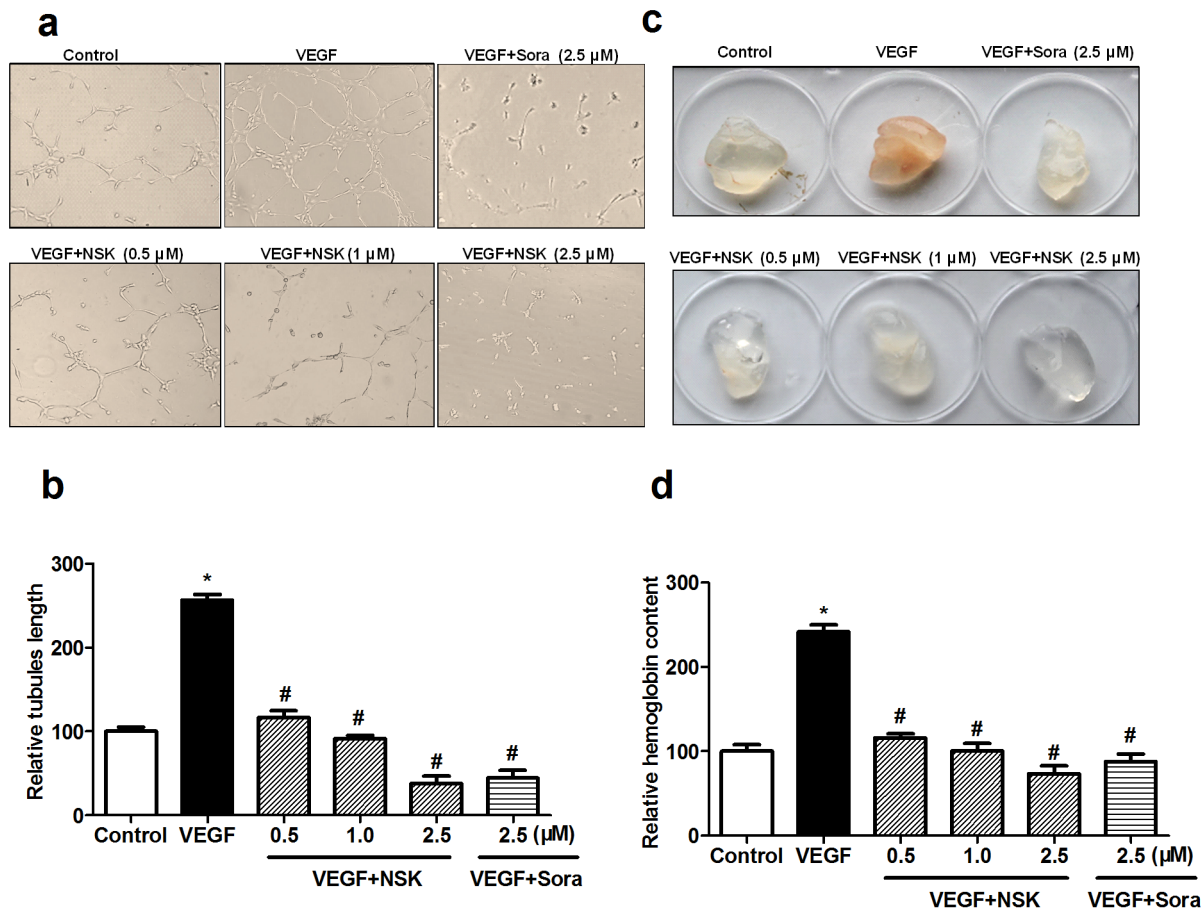 a
Control VEGF VEGF+Sora (2.5 µM)
VEGF+NSK (0.5 µM) VEGF+NSK (1 µM) VEGF+NSK (2.5 µM)
c
Control VEGF VEGF+Sora (2.5 µM)
VEGF+NSK (0.5 µM) VEGF+NSK (1 µM) VEGF+NSK (2.5 µM)
b
Relative tubules length
300
200
100
0
*
# # # #
Control VEGF 0.5 1.0 2.5 2.5 (µM)
VEGF+NSK VEGF+Sora
d
Relative hemoglobin content
300
200
100
0
*
# # # #
Control VEGF 0.5 1.0 2.5 2.5 (µM)
VEGF+NSK VEGF+Sora